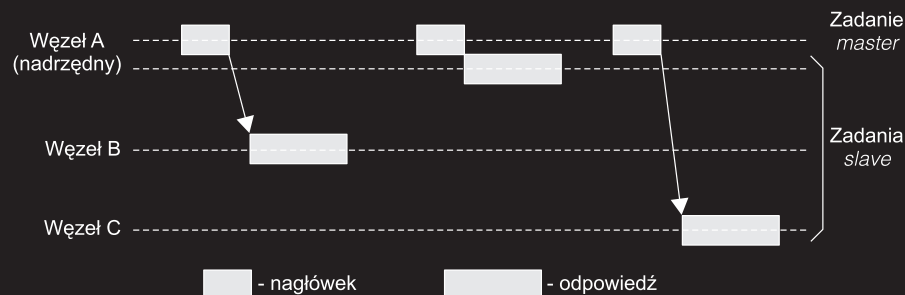 Węzeł A
(nadrzędny)
Zadanie
master
Węzeł B
Zadania
slave
Węzeł C
- nagłówek
- odpowiedź